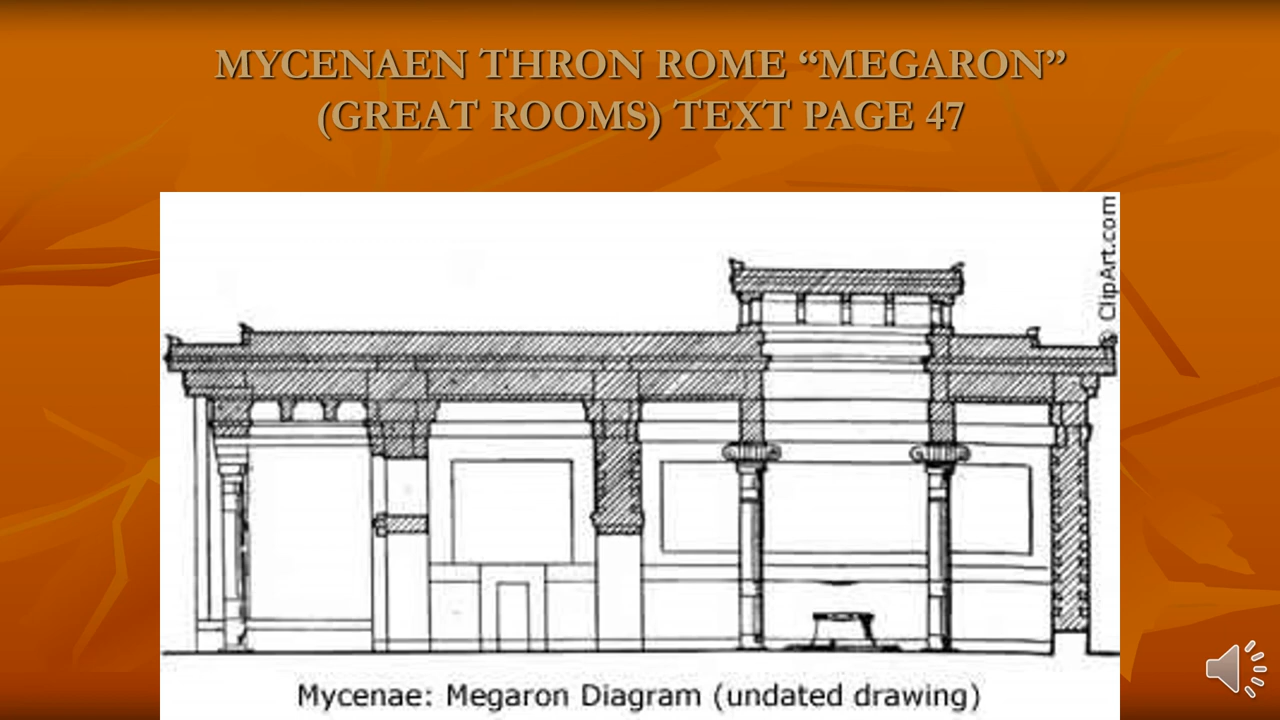 MYCENAEN THRON ROME “MEGARON”
(GREAT ROOMS) TEXT PAGE 47
© ClipArt.com
Mycenae: Megaron Diagram (undated drawing)